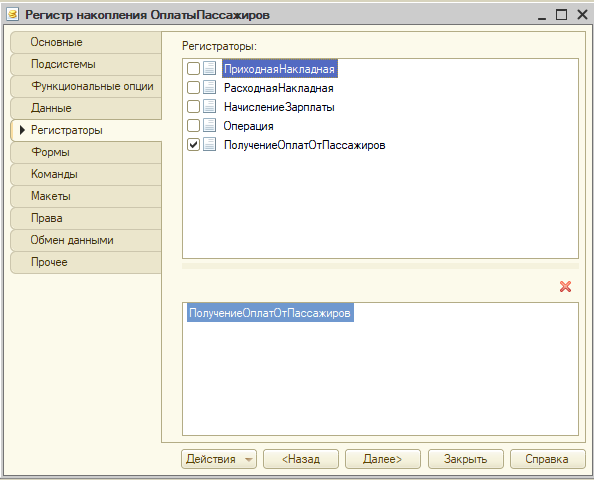 Регистр накопления ОплатыПассажиров
Основные
Подсистемы
Функциональные опции
Данные
Регистраторы
Формы
Команды
Макеты
Права
Обмен данными
Прочее
Регистраторы:
ПриходнаяНакладная
РасходнаяНакладная
НачислениеЗарплаты
Операция
ПолучениеОплатОтПассажиров
ПолучениеОплатОтПассажиров
Действия
<Назад
Далее>
Закрыть
Справка